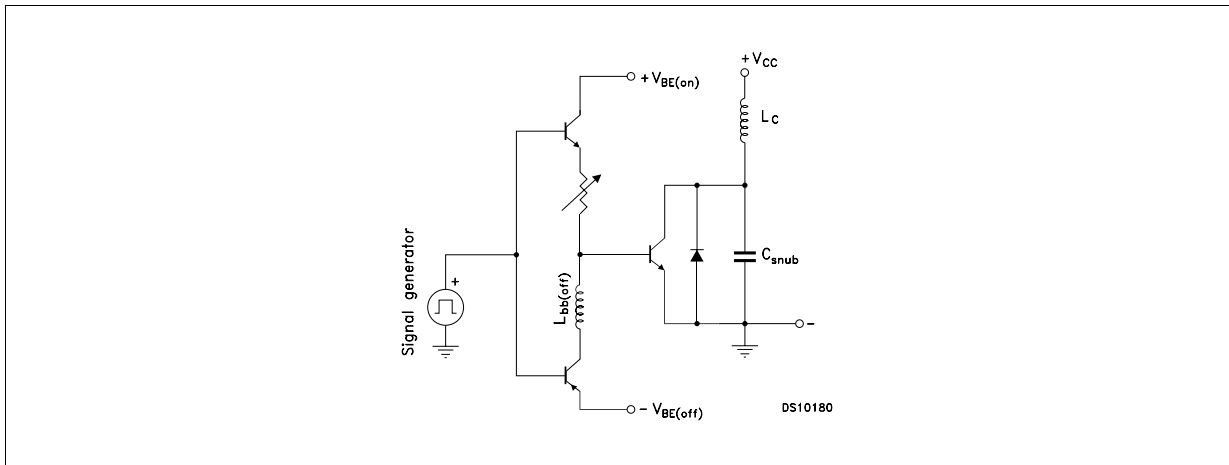 + V_BE(on)
+ V_CC
L_C
Signal generator
+
L_bb(off)
C_snub
-
- V_BE(off)
DS10180